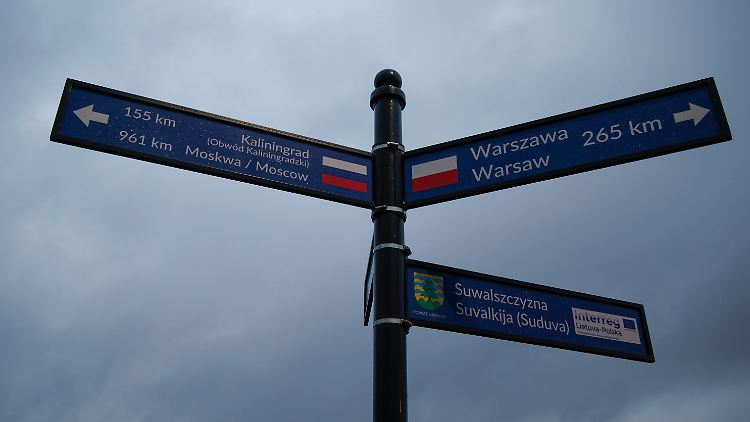 155 km Kaliningrad
(Obwód Kaliningradzki)
961 km Moskwa / Moscow
Warszawa
Warsaw
265 km
Suwalszczyzna
Suvalkija (Suduva)
Interreg
Lietuva-Polska